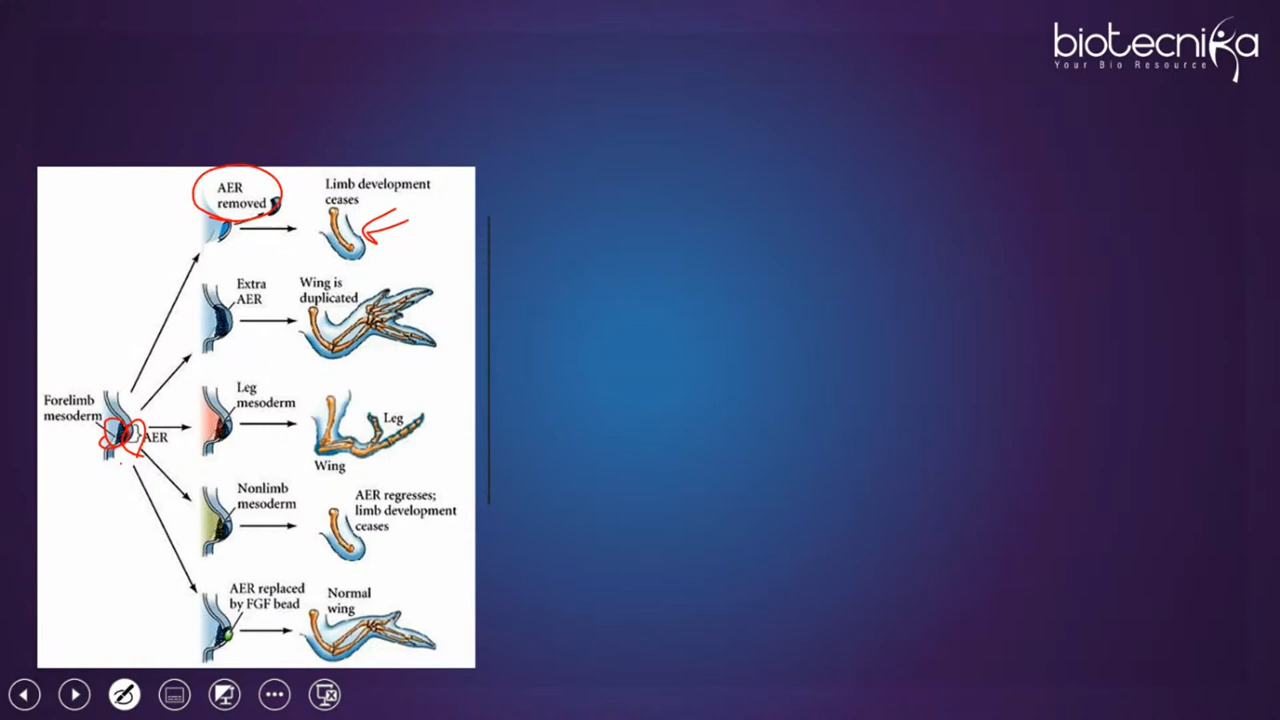 biotecnika
Your Bio Resource
AER
removed
Limb development
ceases
Extra
AER
Wing is
duplicated
Forelimb
mesoderm
AER
Leg
mesoderm
Leg
Wing
Nonlimb
mesoderm
AER regresses;
limb development
ceases
AER replaced
by FGF bead
Normal
wing